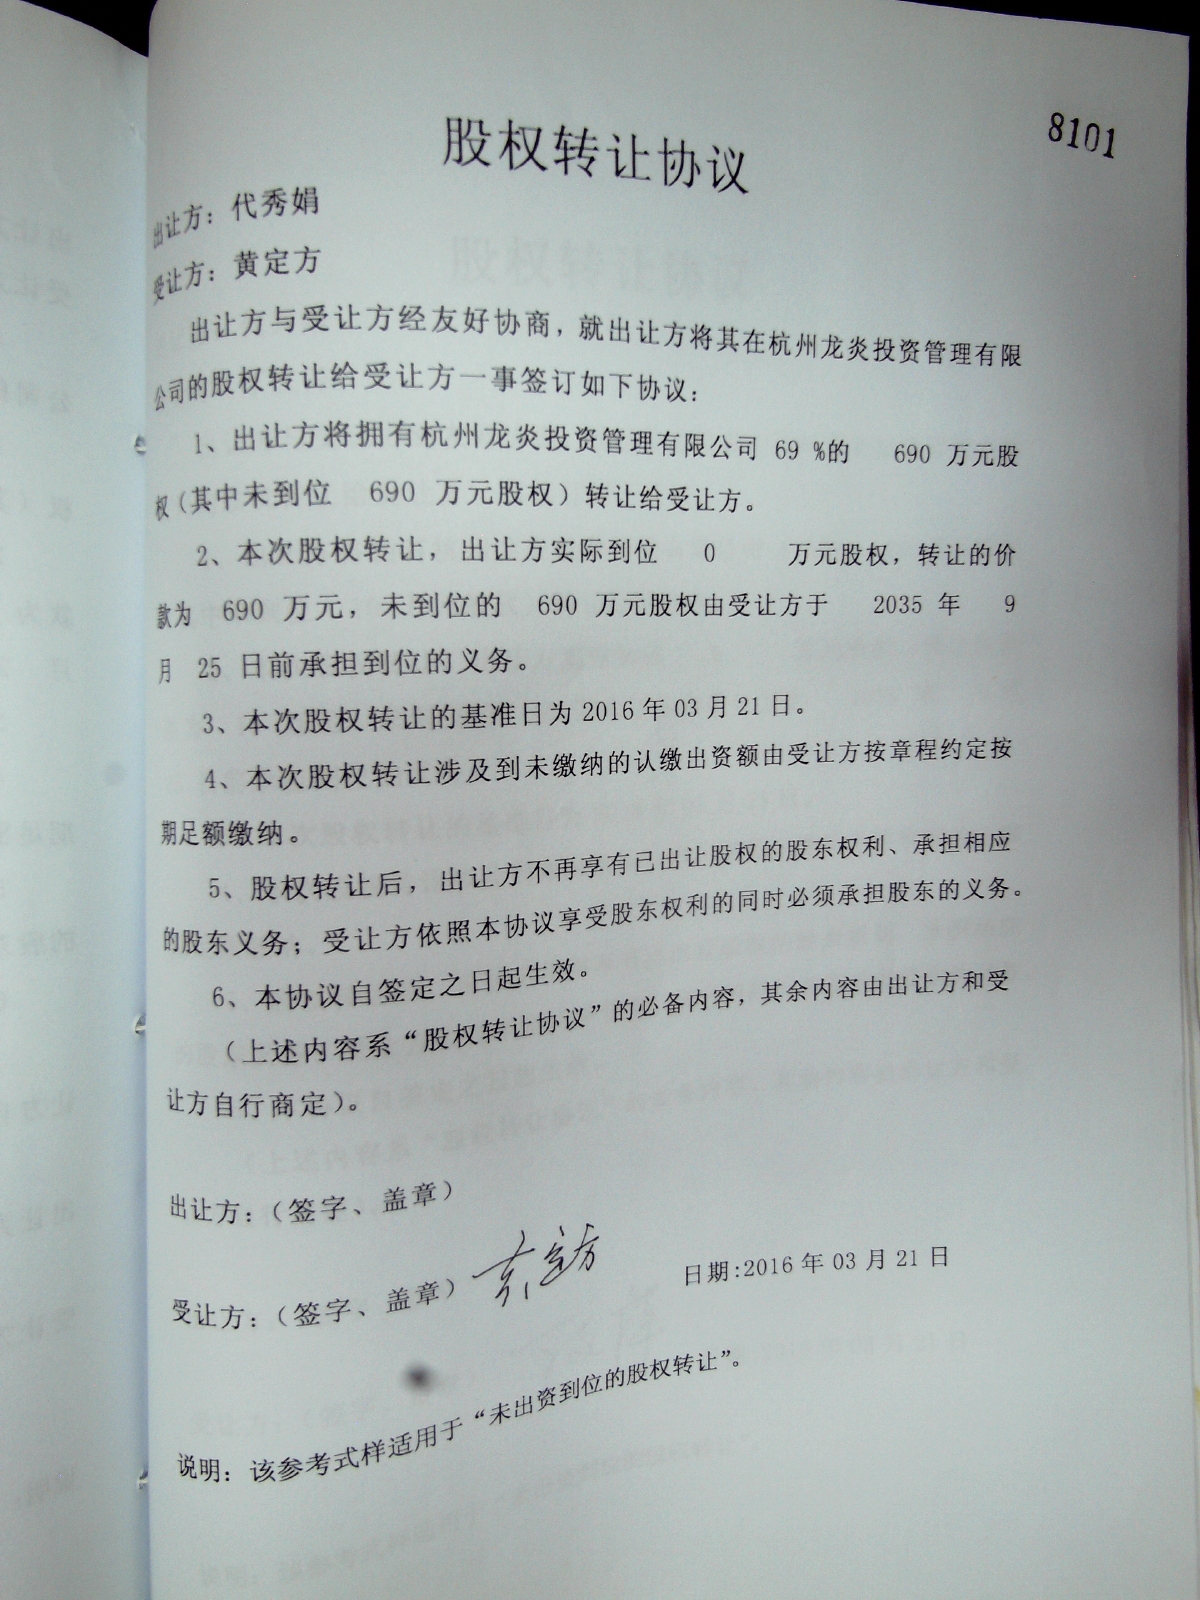 8101
股权转让协议
出让方：代秀娟
受让方：黄定方
出让方与受让方经友好协商，就出让方将其在杭州龙炎投资管理有限
公司的股权转让给受让方一事签订如下协议：
1、出让方将拥有杭州龙炎投资管理有限公司 69 %的 690 万元股
权（其中未到位 690 万元股权）转让给受让方。
2、本次股权转让，出让方实际到位 0 万元股权，转让的价
款为 690 万元，未到位的 690 万元股权由受让方于 2035 年 9
月 25 日前承担到位的义务。
3、本次股权转让的基准日为 2016 年 03 月 21 日。
4、本次股权转让涉及到未缴纳的认缴出资额由受让方按章程约定按
期足额缴纳。
5、股权转让后，出让方不再享有已出让股权的股东权利、承担相应
的股东义务；受让方依照本协议享受股东权利的同时必须承担股东的义务。
6、本协议自签定之日起生效。
（上述内容系“股权转让协议”的必备内容，其余内容由出让方和受
让方自行商定）。
出让方：（签字、盖章）
受让方：（签字、盖章）黄定方
日期:2016 年 03 月 21 日
说明：该参考式样适用于“未出资到位的股权转让”。